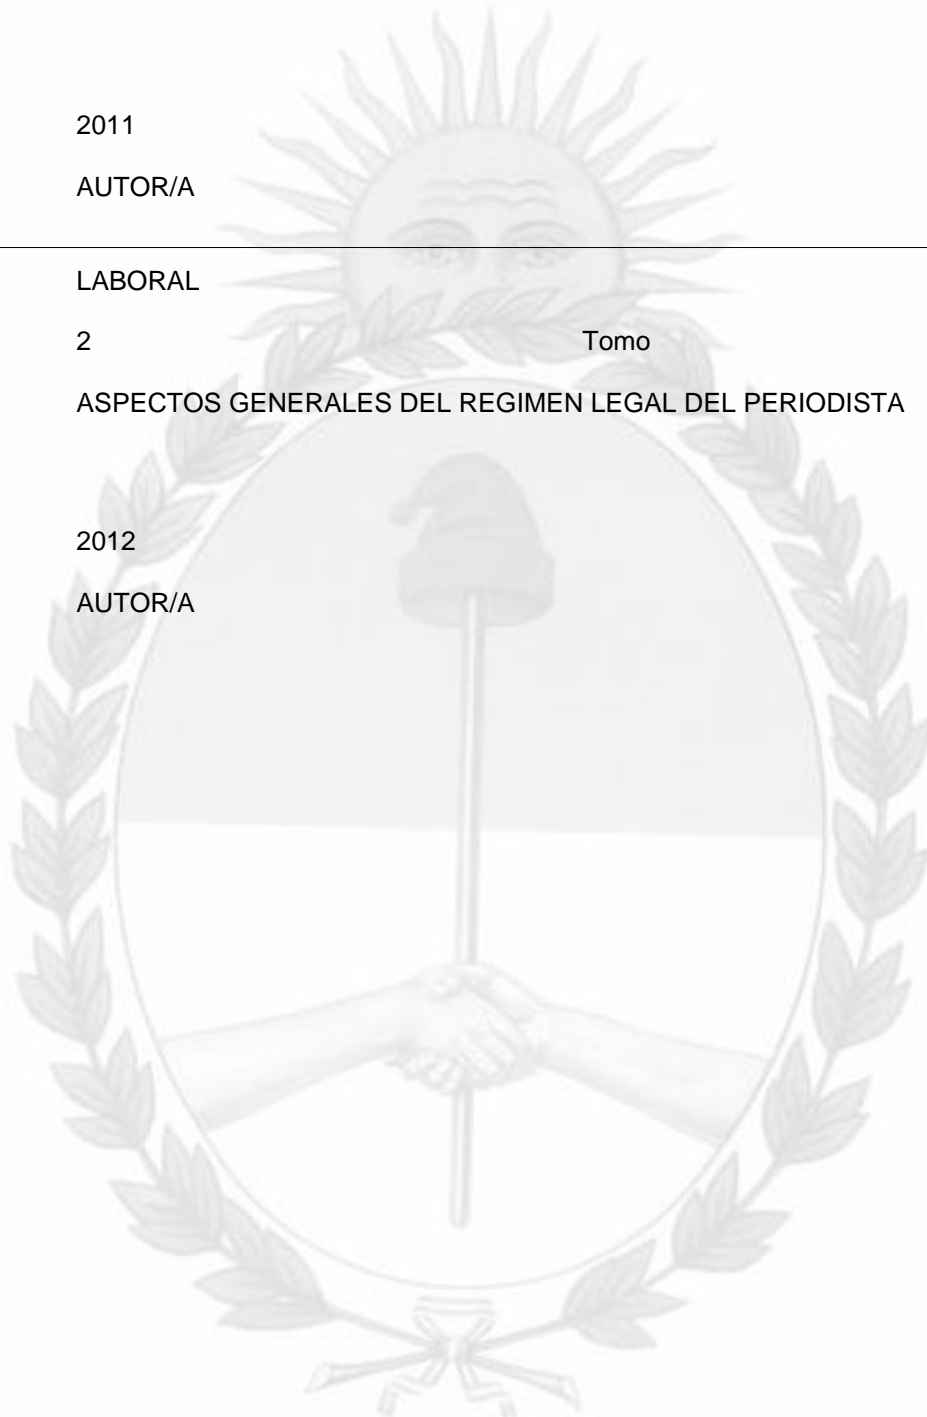 2011
AUTOR/A
LABORAL
2 Tomo
ASPECTOS GENERALES DEL REGIMEN LEGAL DEL PERIODISTA
2012
AUTOR/A